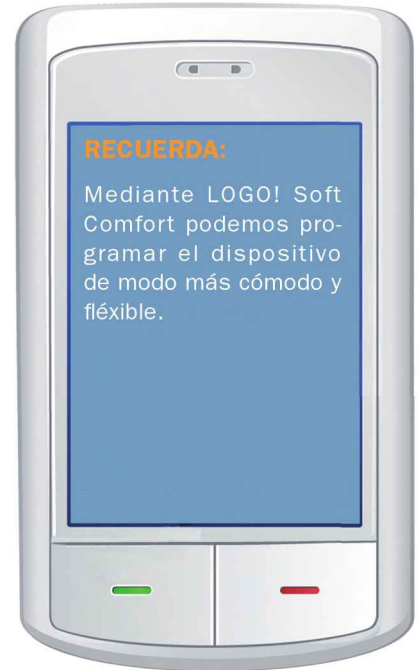 RECUERDA:
Mediante LOGO! Soft
Comfort podemos pro-
gramar el dispositivo
de modo más cómodo y
fléxible.